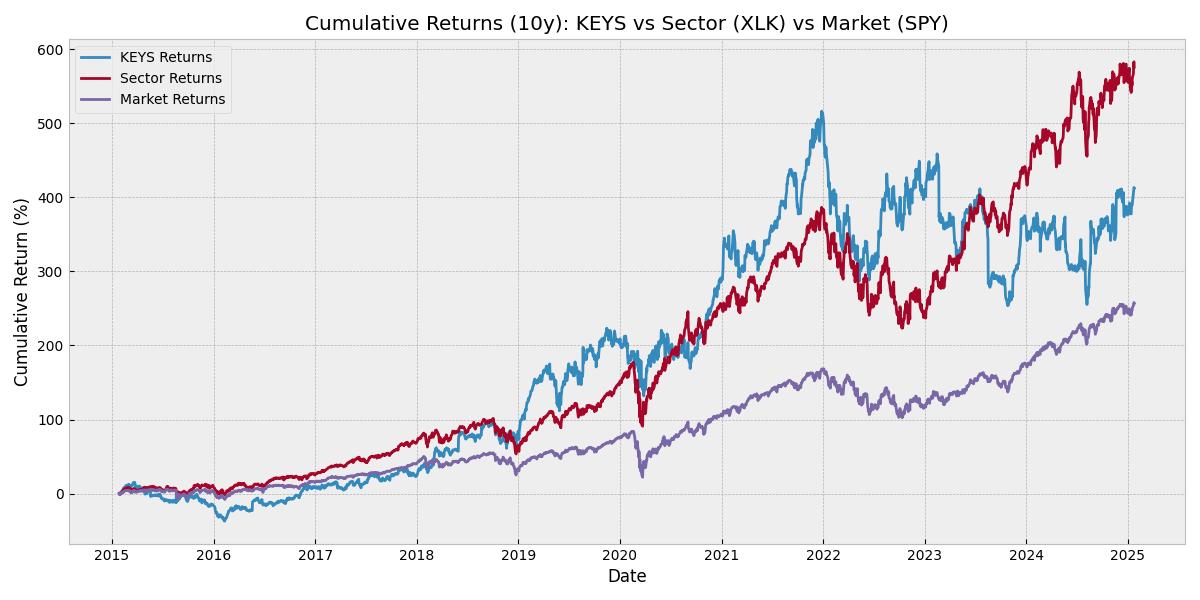 Cumulative Returns (10y): KEYS vs Sector (XLK) vs Market (SPY)
KEYS Returns
Sector Returns
Market Returns
Cumulative Return (%)
600
500
400
300
200
100
0
2015 2016 2017 2018 2019 2020 2021 2022 2023 2024 2025
Date